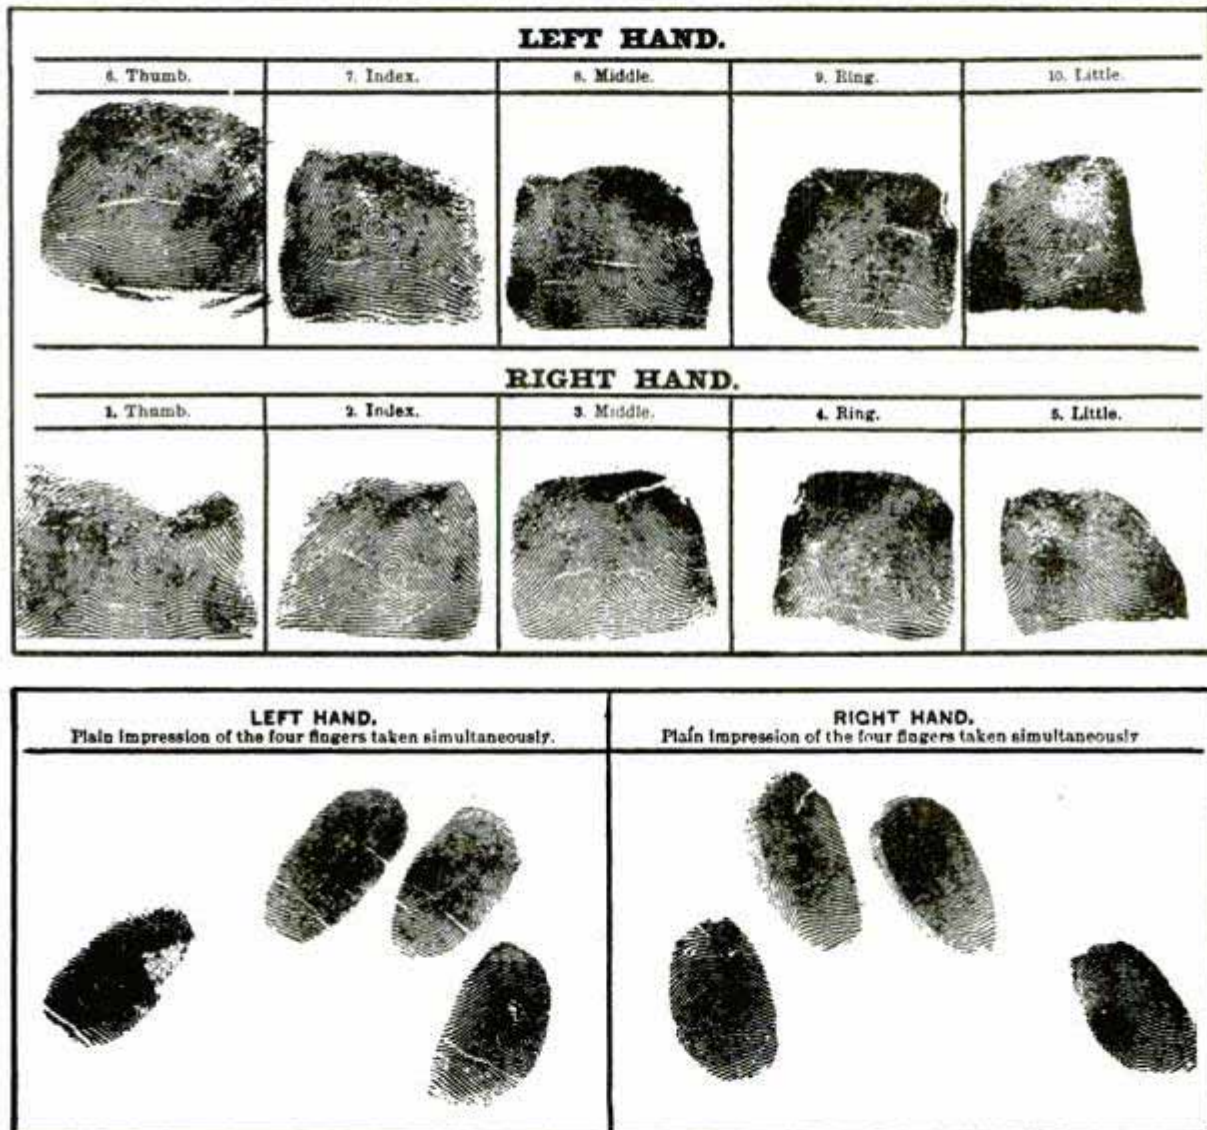 LEFT HAND.
6. Thumb. 7. Index. 8. Middle. 9. Ring. 10. Little.
RIGHT HAND.
1. Thumb. 2. Index. 3. Middle. 4. Ring. 5. Little.
LEFT HAND.
Plain impression of the four fingers taken simultaneously.
RIGHT HAND.
Plain impression of the four fingers taken simultaneously